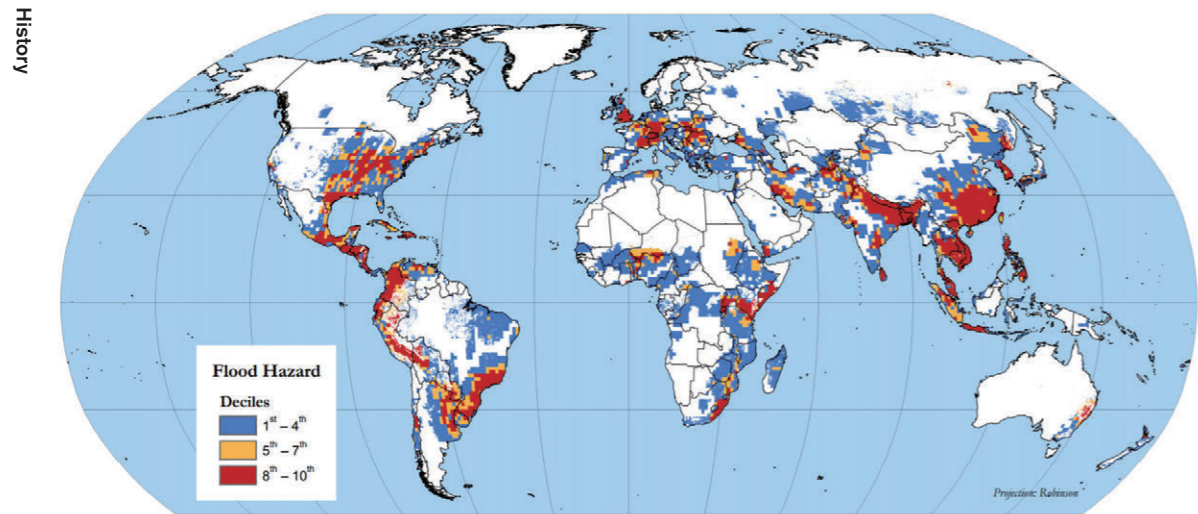 History
Flood Hazard
Deciles
1st – 4th
5th – 7th
8th – 10th
Projection: Robinson